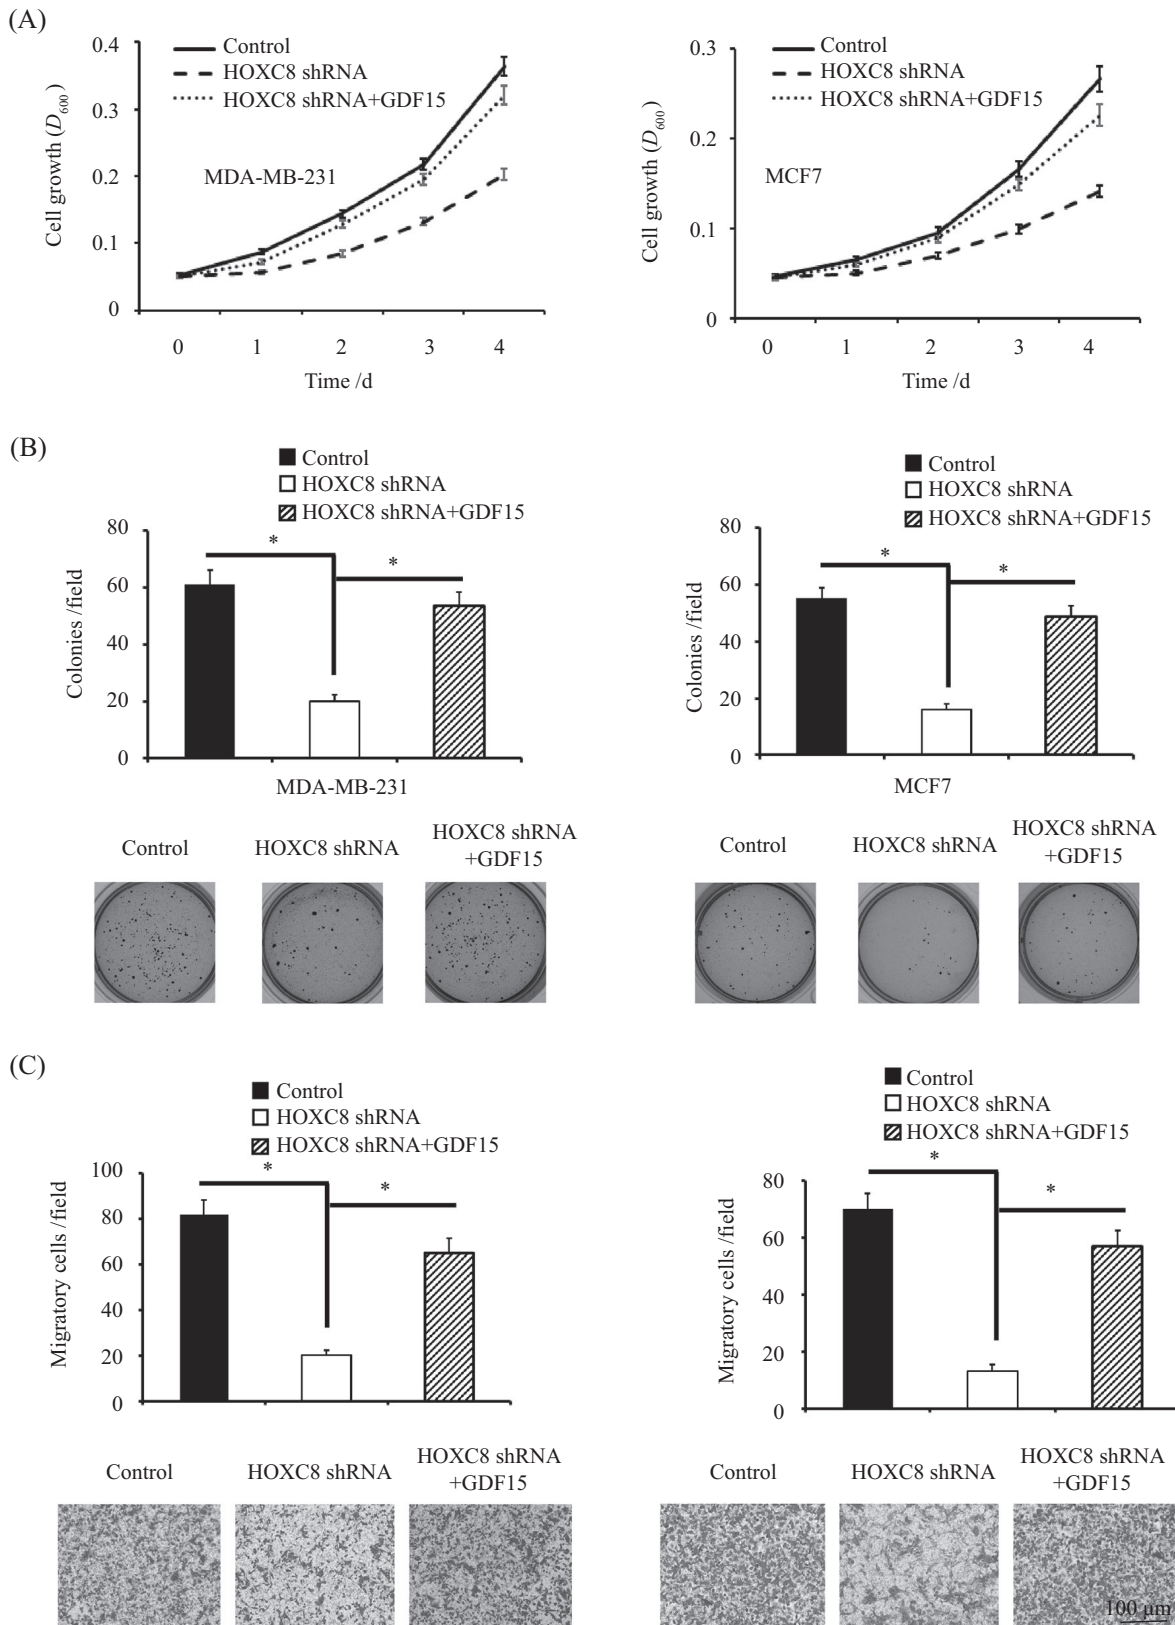 (A)
Control
HOXC8 shRNA
HOXC8 shRNA+GDF15
MDA-MB-231
Cell growth (D600)
0.4
0.3
0.2
0.1
0
0 1 2 3 4
Time /d
Control
HOXC8 shRNA
HOXC8 shRNA+GDF15
MCF7
Cell growth (D600)
0.3
0.2
0.1
0
0 1 2 3 4
Time /d
(B)
Control
HOXC8 shRNA
HOXC8 shRNA+GDF15
Colonies /field
80
60
40
20
0
*
*
MDA-MB-231
Control
HOXC8 shRNA
HOXC8 shRNA
+GDF15
Control
HOXC8 shRNA
HOXC8 shRNA+GDF15
Colonies /field
80
60
40
20
0
*
*
MCF7
Control
HOXC8 shRNA
HOXC8 shRNA
+GDF15
(C)
Control
HOXC8 shRNA
HOXC8 shRNA+GDF15
Migratory cells /field
100
80
60
40
20
0
*
*
Control
HOXC8 shRNA
HOXC8 shRNA
+GDF15
Control
HOXC8 shRNA
HOXC8 shRNA+GDF15
Migratory cells /field
80
60
40
20
0
*
*
Control
HOXC8 shRNA
HOXC8 shRNA
+GDF15
100 μm